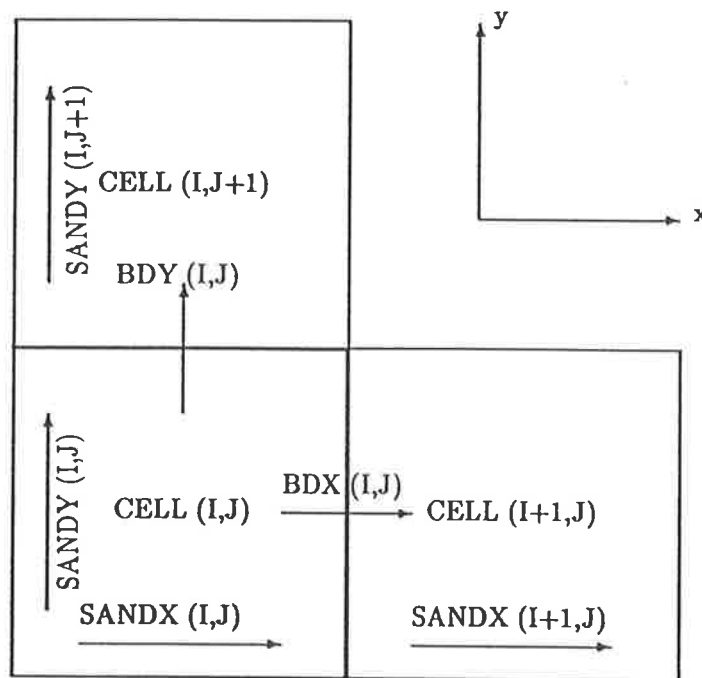 y
SANDY (I,J+1)
CELL (I,J+1)
x
BDY (I,J)
SANDY (I,J)
BDX (I,J)
CELL (I,J)
CELL (I+1,J)
SANDX (I,J)
SANDX (I+1,J)